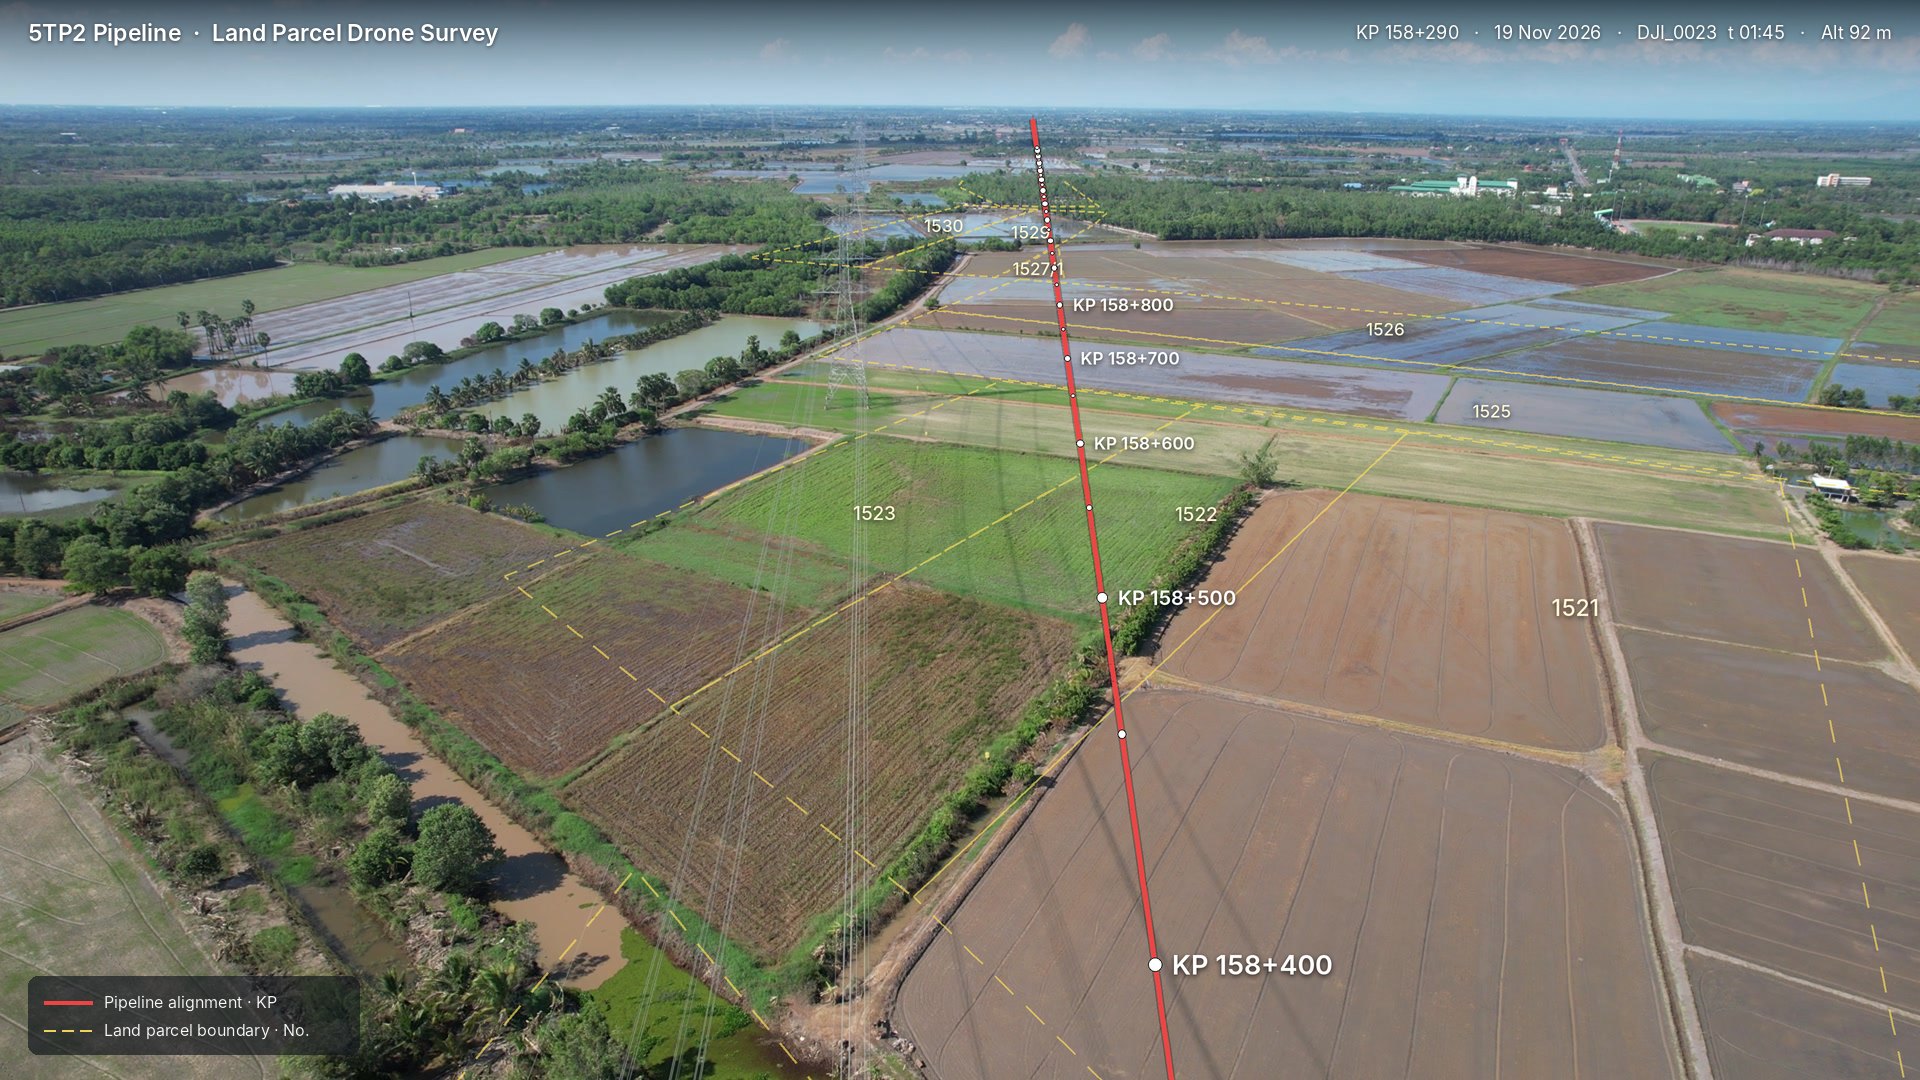 5TP2 Pipeline · Land Parcel Drone Survey
KP 158+290 · 19 Nov 2026 · DJI_0023 t 01:45 · Alt 92 m
1530
1529
1527/1
KP 158+800
1526
KP 158+700
1525
KP 158+600
1523
1522
KP 158+500
1521
KP 158+400
Pipeline alignment · KP
Land parcel boundary · No.